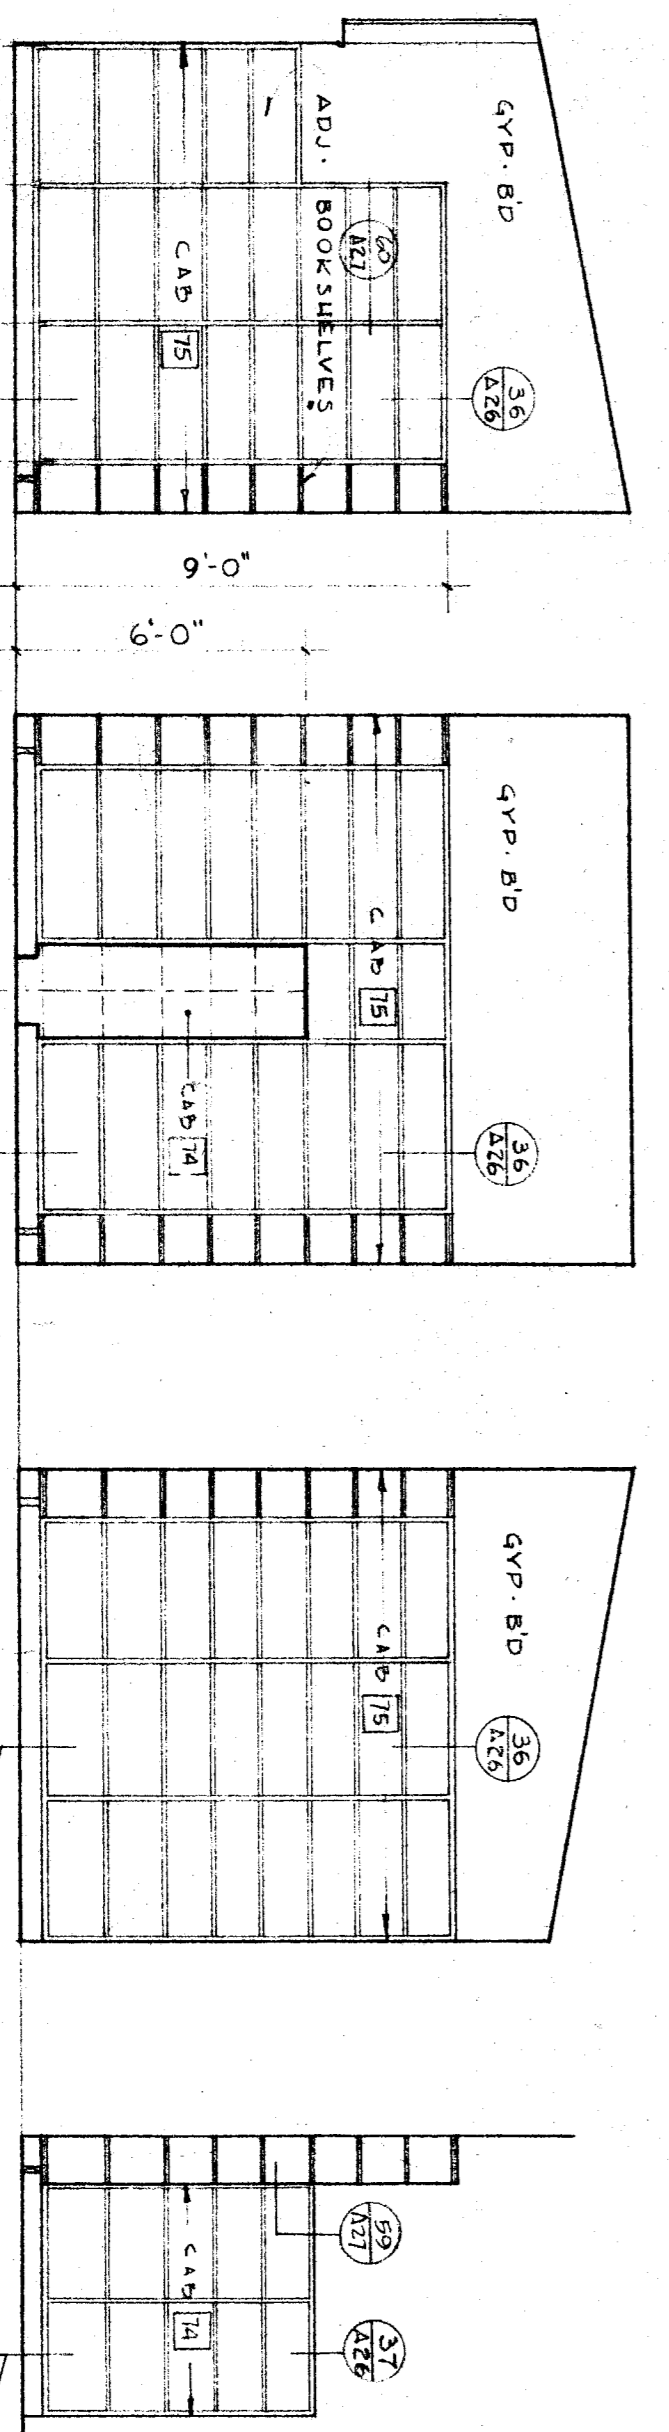 GYP. B'D
ADJ. BOOKSHELVES
60
A27
36
A26
CAB 75
9'-0"
6'-0"
GYP. B'D
CAB 75
36
A26
CAB 74
GYP. B'D
CAB 75
36
A26
59
A27
CAB 74
37
A26